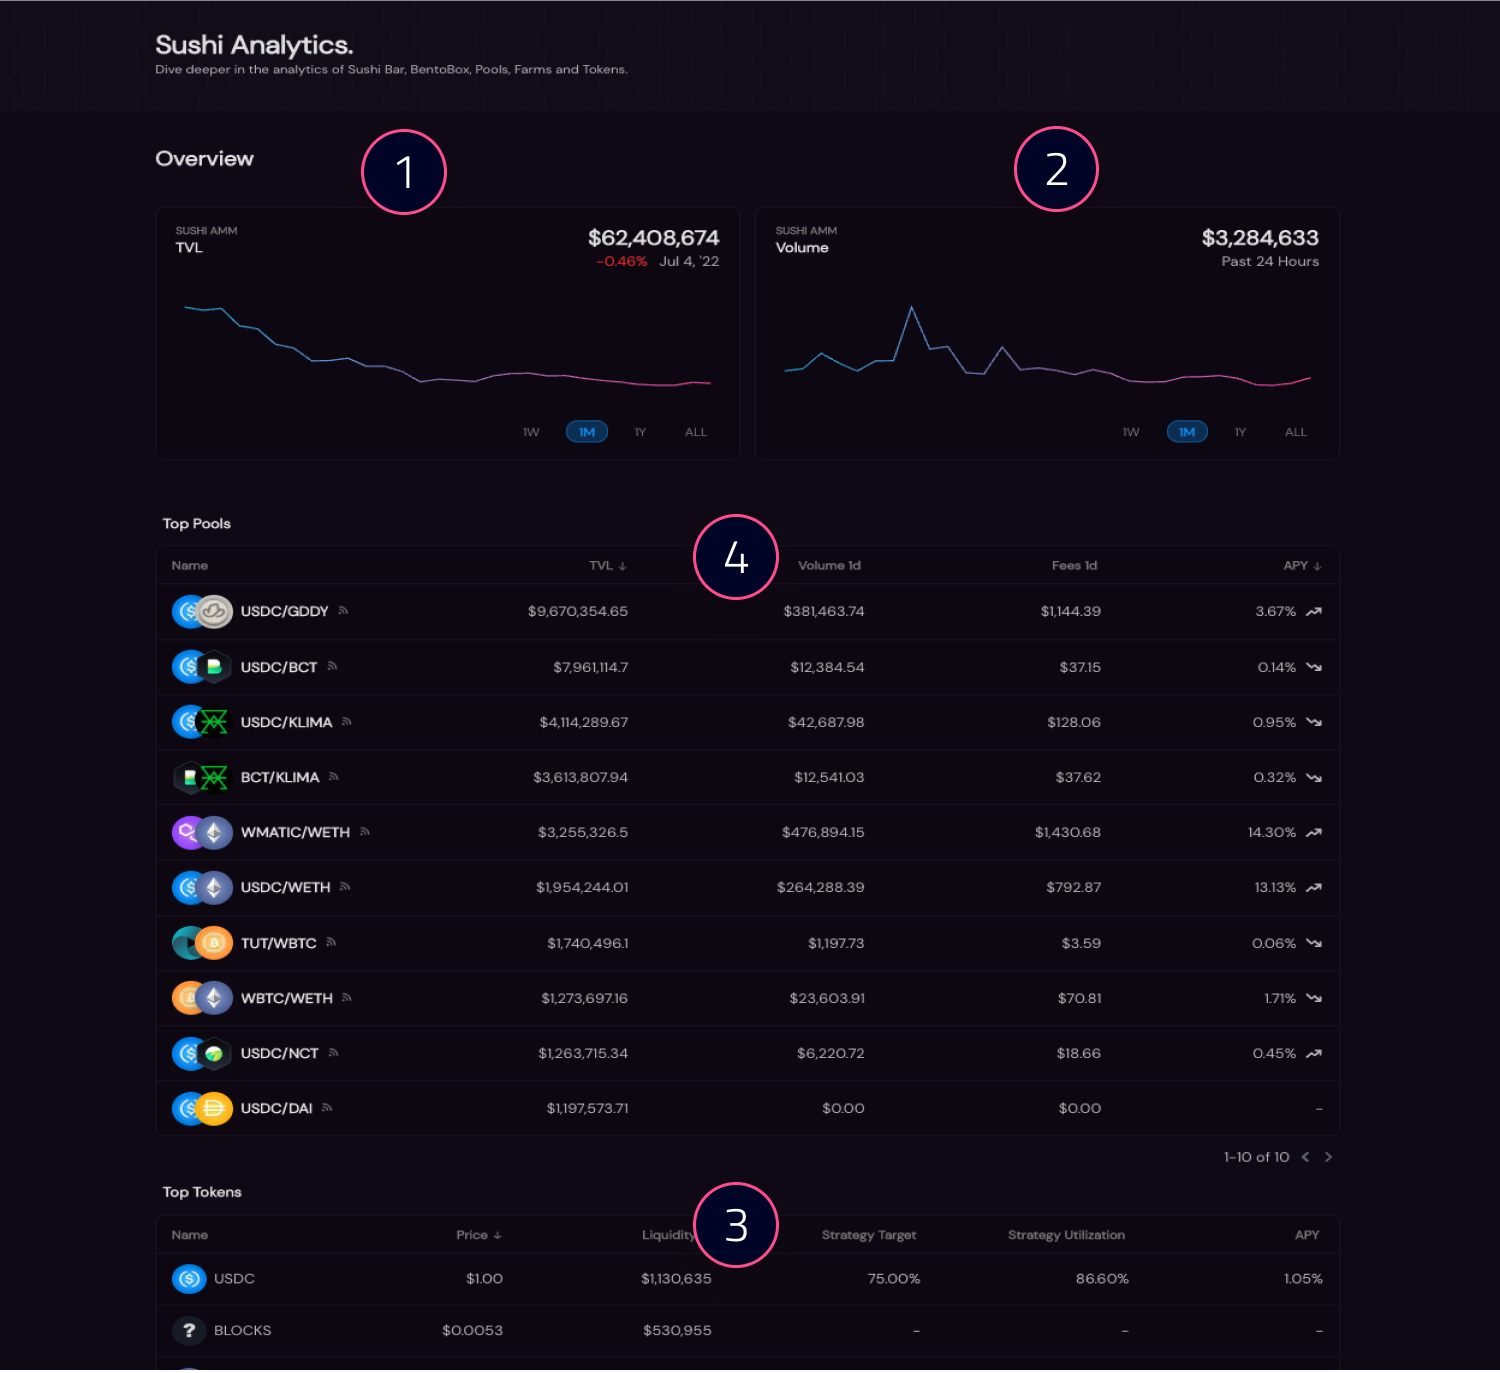 Sushi Analytics.
Dive deeper in the analytics of Sushi Bar, BentoBox, Pools, Farms and Tokens.
Overview
1
2
SUSHI AMM
TVL
$62,408,674
-0.46% Jul 4, '22
1W 1M 1Y ALL
SUSHI AMM
Volume
$3,284,633
Past 24 Hours
1W 1M 1Y ALL
Top Pools
4
Name TVL ↓ Volume 1d Fees 1d APY ↓
USDC/GDDY $9,670,354.65 $381,463.74 $1,144.39 3.67%
USDC/BCT $7,961,114.7 $12,384.54 $37.15 0.14%
USDC/KLIMA $4,114,289.67 $42,687.98 $128.06 0.95%
BCT/KLIMA $3,613,807.94 $12,541.03 $37.62 0.32%
WMATIC/WETH $3,255,326.5 $476,894.15 $1,430.68 14.30%
USDC/WETH $1,954,244.01 $264,288.39 $792.87 13.13%
TUT/WBTC $1,740,496.1 $1,197.73 $3.59 0.06%
WBTC/WETH $1,273,697.16 $23,603.91 $70.81 1.71%
USDC/NCT $1,263,715.34 $6,220.72 $18.66 0.45%
USDC/DAI $1,197,573.71 $0.00 $0.00 -
1-10 of 10 < >
Top Tokens
3
Name Price ↓ Liquidity Strategy Target Strategy Utilization APY
USDC $1.00 $1,130,635 75.00% 86.60% 1.05%
? BLOCKS $0.0053 $530,955 - - -